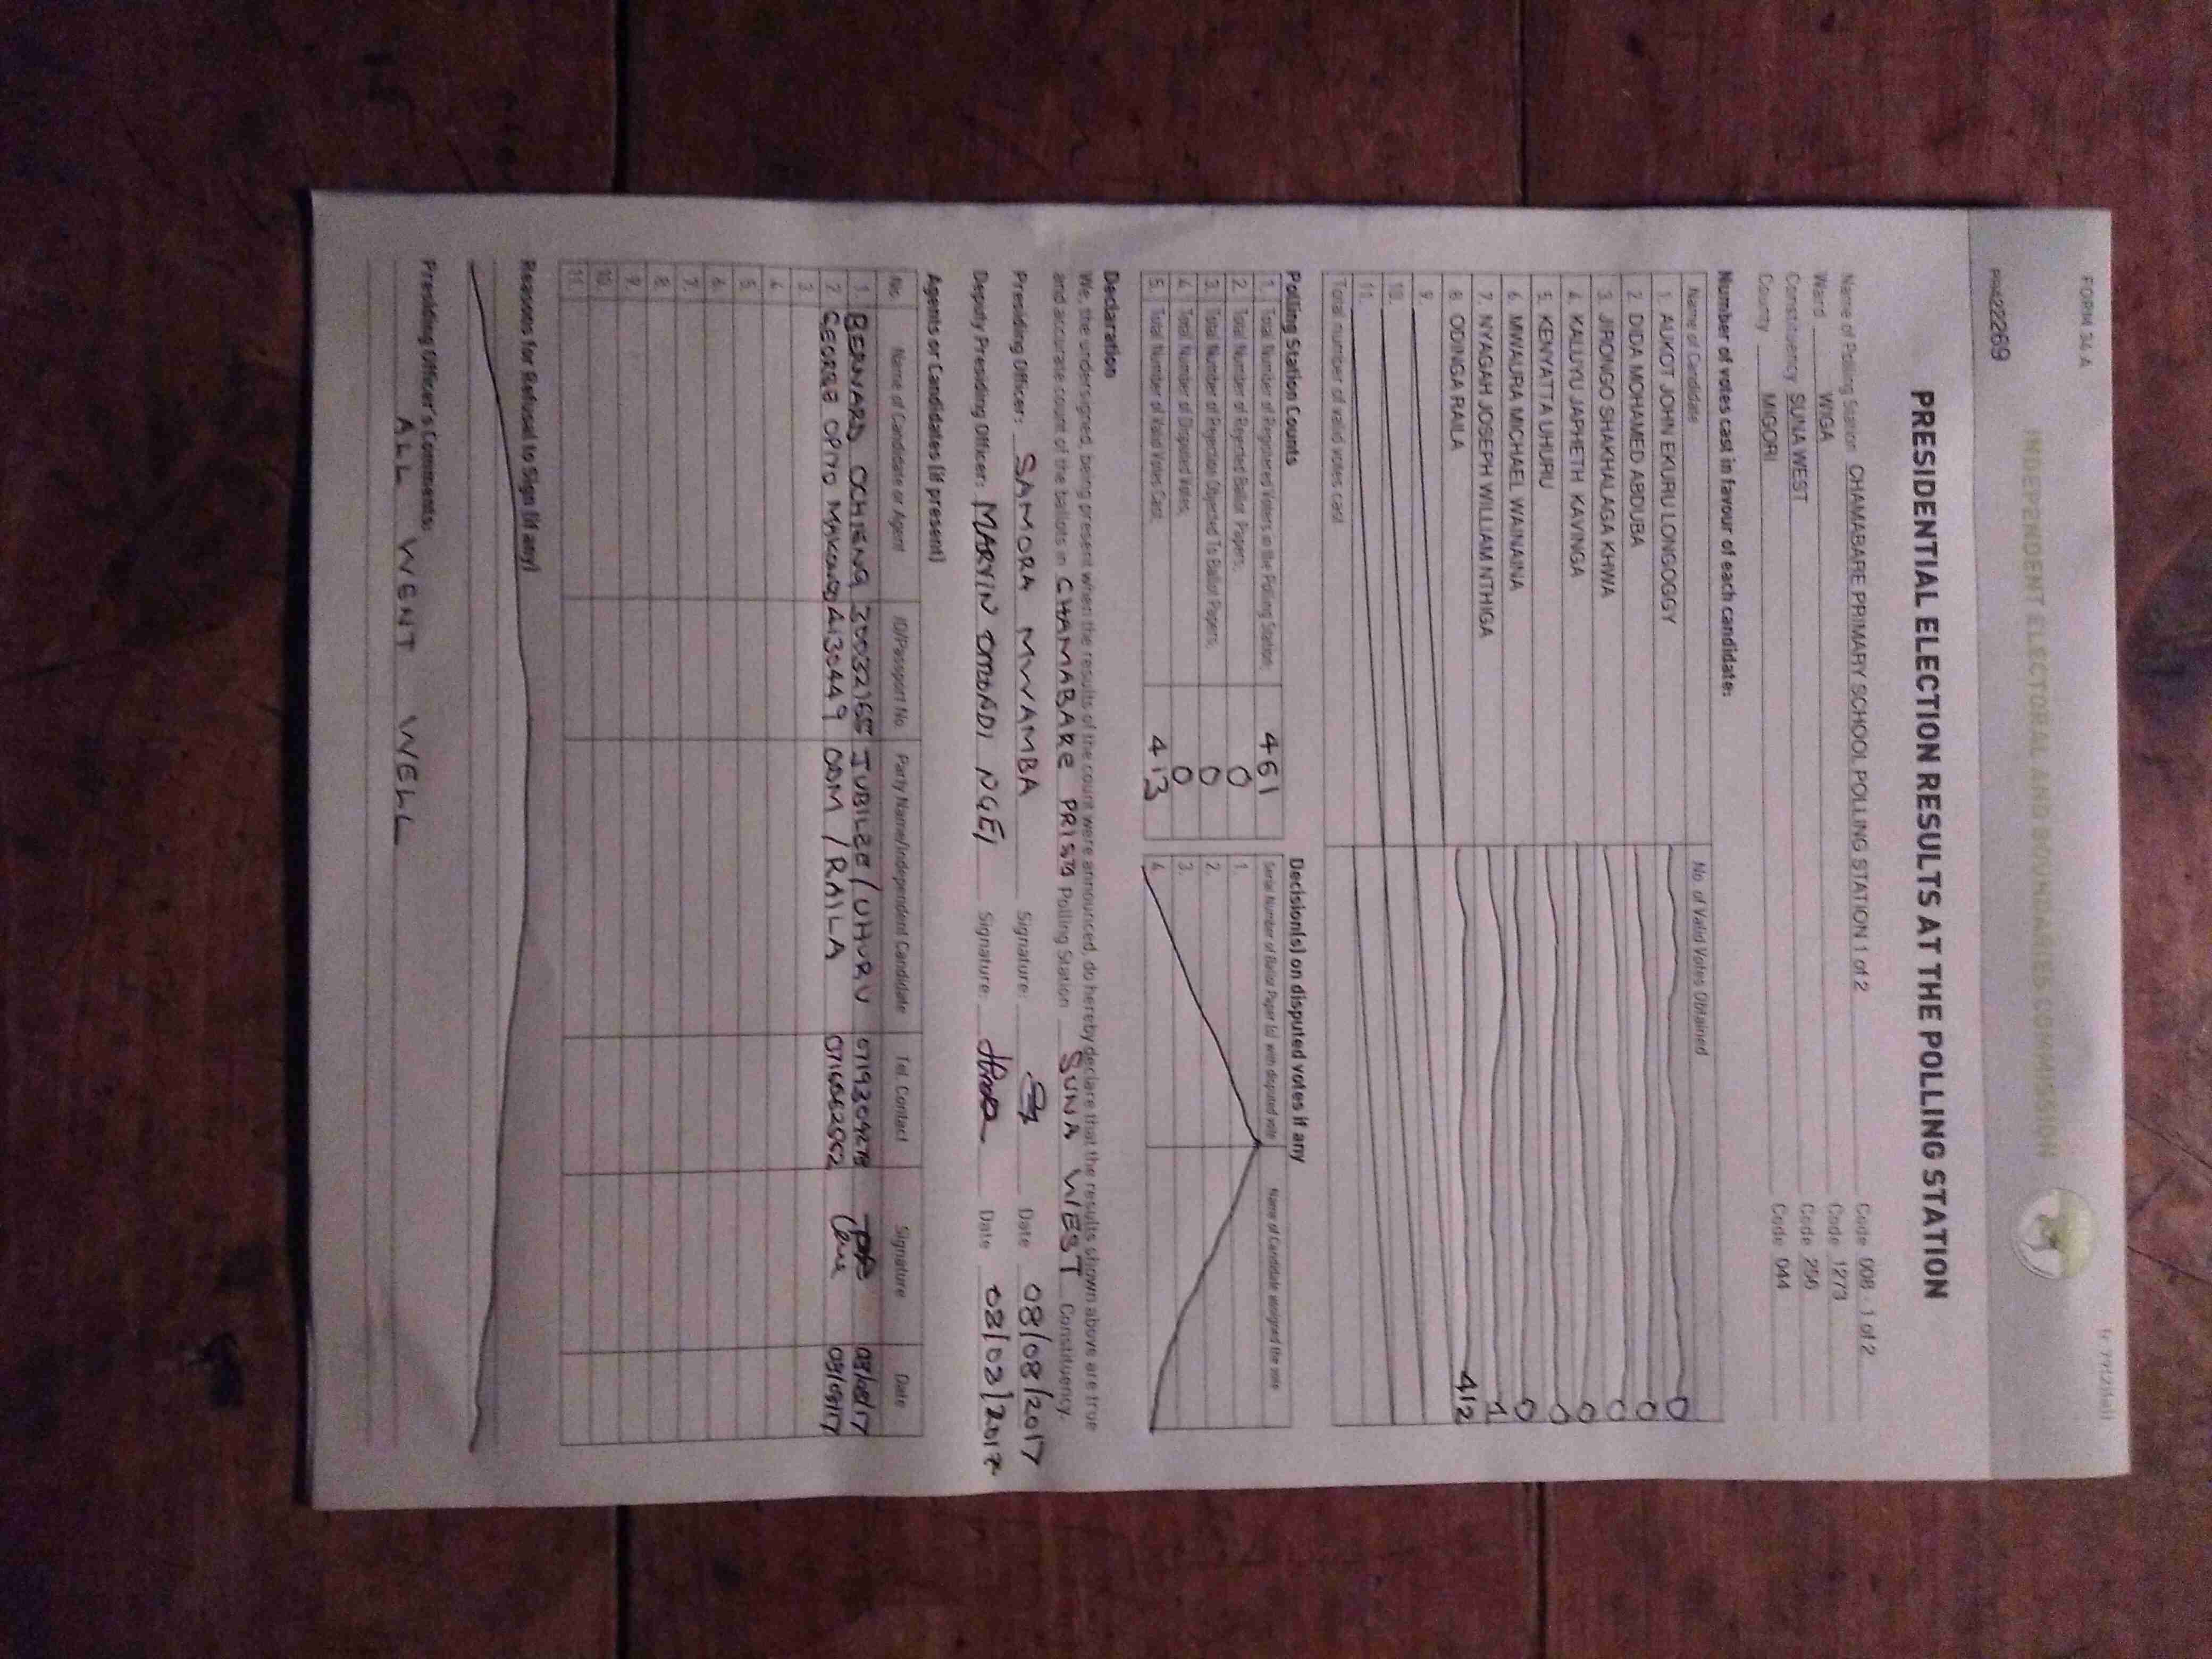 FORM 34 A
INDEPENDENT ELECTORAL AND BOUNDARIES COMMISSION
PRESIDENTIAL ELECTION RESULTS AT THE POLLING STATION
Name of Polling Station CHAMABARE PRIMARY SCHOOL POLLING STATION 1 of 2 Code 008 1 of 2
Ward WIGA Code 1273
Constituency SUNA WEST Code 256
County MIGORI Code 044
Number of votes cast in favour of each candidate:
Name of Candidate No. of Valid Votes Obtained
1. AUKOT JOHN EKURU LONGOGGY 0
2. DIDA MOHAMED ABDUBA 0
3. JIRONGO SHAKHALAGA KHWA 0
4. KALUYU JAPHETH KAVINGA 0
5. KENYATTA UHURU 0
6. MWAURA MICHAEL WAINAINA 0
7. NYAGAH JOSEPH WILLIAM NTHIGA 1
8. ODINGA RAILA 412
9.
10.
11.
Total number of valid votes cast
Polling Station Counts
1. Total Number of Registered Voters in the Polling Station 461
2. Total Number of Rejected Ballot Papers 0
3. Total Number of Rejection Objected To Ballot Papers 0
4. Total Number of Disputed Votes 0
5. Total Number of Valid Votes Cast 413
Decision(s) on disputed votes if any
Serial Number of Ballot Paper (s) with disputed vote Name of Candidate assigned the vote
1.
2.
3.
4.
Declaration
We, the undersigned, being present when the results of the count were announced, do hereby declare that the results shown above are true
and accurate count of the ballots in CHAMABARE Polling Station SUNA WEST Constituency.
Presiding Officer: SAMORA MWAMBA Signature: Date 08/08/2017
Deputy Presiding Officer: MARVIN NGEI Signature: Date 08/08/2017
Agents or Candidates (if present)
No. Name of Candidate or Agent ID/Passport No. Party Name/Independent Candidate Tel. Contact Signature Date
1. BERNARD OCHIENG JUBILEE/UHURU 08/08/17
2. GEORGE OPIYO ODM / RAILA 08/08/17
3.
4.
5.
6.
7.
8.
9.
10.
11.
Reasons for Refusal to Sign (if any)
Presiding Officer's Comments:
ALL WENT WELL